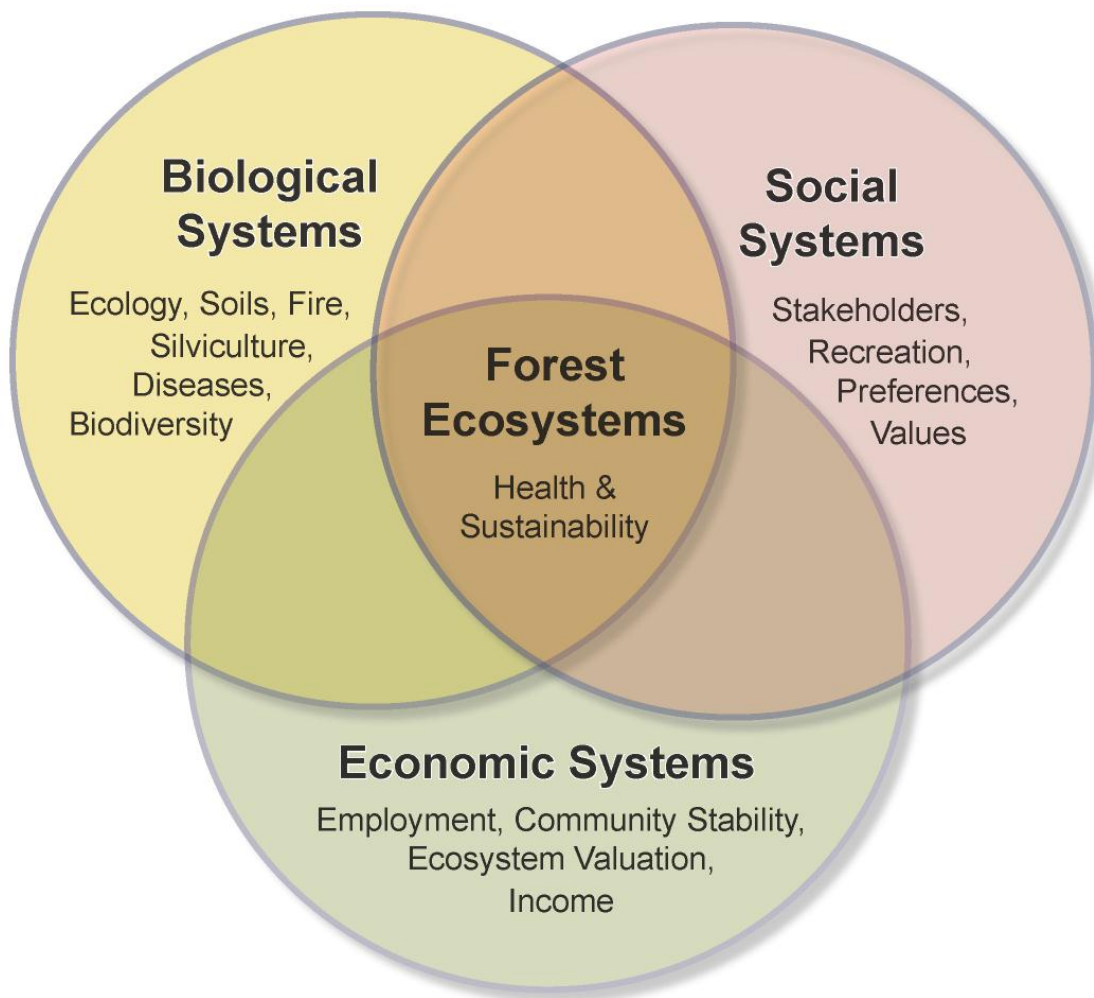 Biological
Systems
Ecology, Soils, Fire,
Silviculture,
Diseases,
Biodiversity
Social
Systems
Stakeholders,
Recreation,
Preferences,
Values
Forest
Ecosystems
Health &
Sustainability
Economic Systems
Employment, Community Stability,
Ecosystem Valuation,
Income